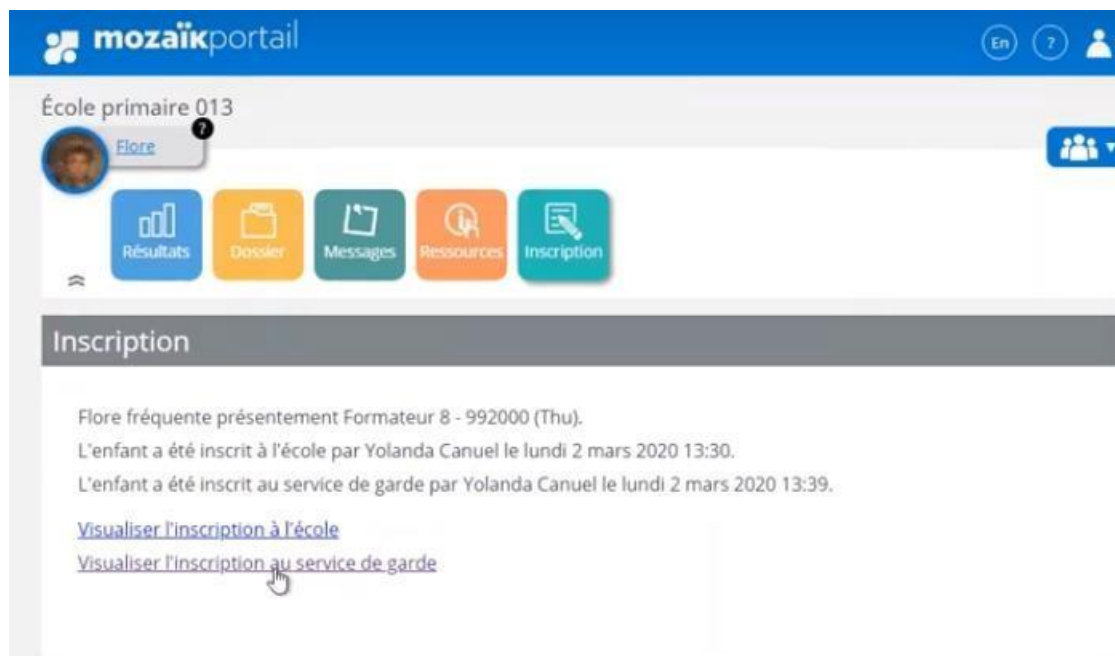 mozaïkportail
En ?
École primaire 013
?
Flore
Résultats Dossier Messages Ressources Inscription
Inscription
Flore fréquente présentement Formateur 8 - 992000 (Thu).
L'enfant a été inscrit à l'école par Yolanda Canuel le lundi 2 mars 2020 13:30.
L'enfant a été inscrit au service de garde par Yolanda Canuel le lundi 2 mars 2020 13:39.
Visualiser l'inscription à l'école
Visualiser l'inscription au service de garde